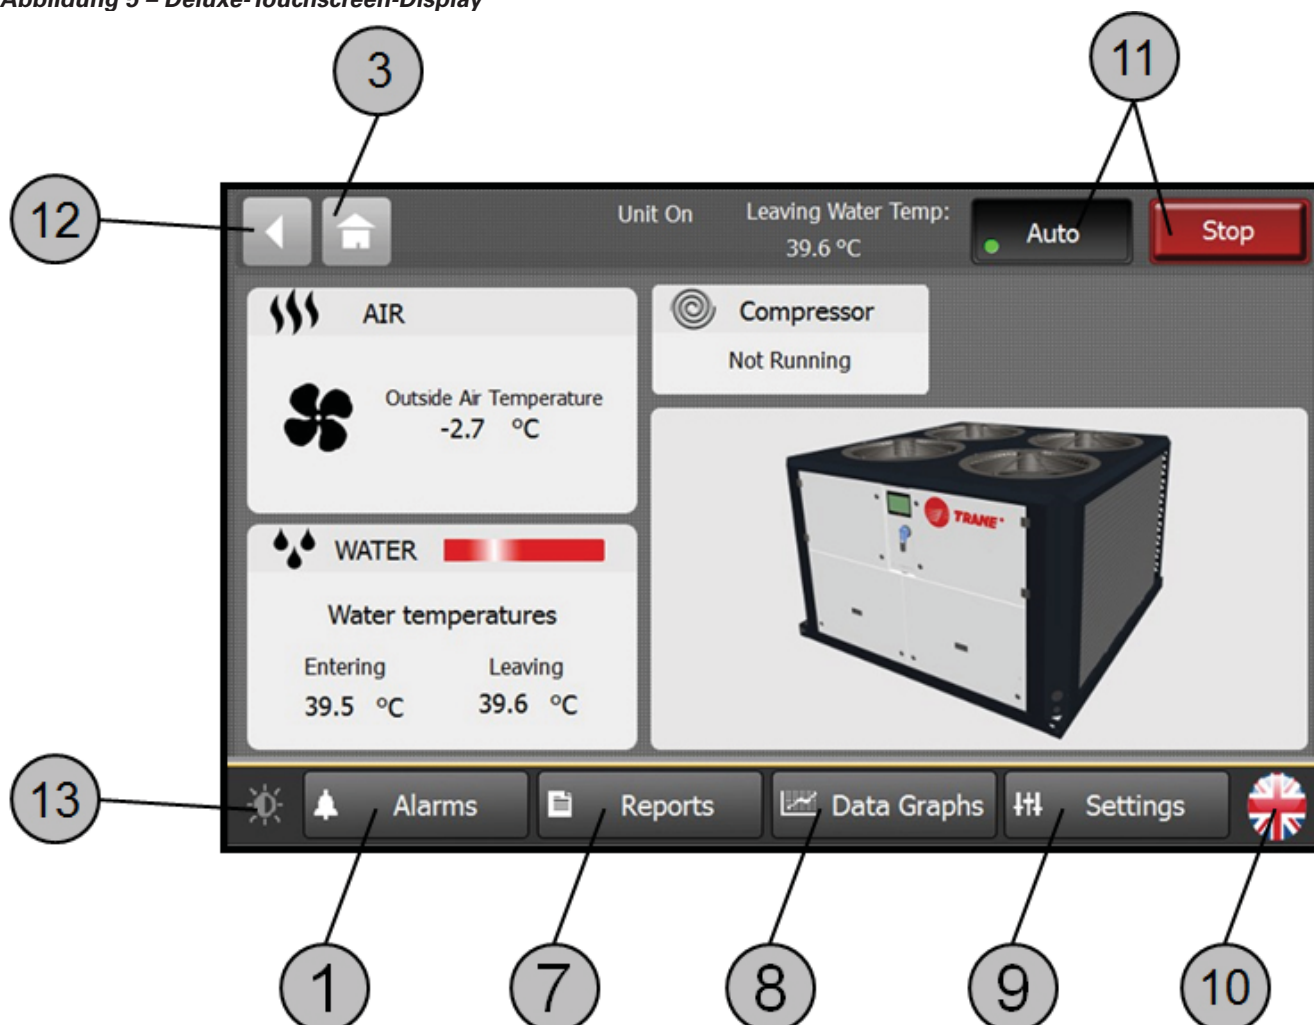 Abbildung 5 – Deluxe-Touchscreen-Display
3
11
12
Unit On
Leaving Water Temp:
39.6 °C
Auto
Stop
AIR
Outside Air Temperature
-2.7 °C
Compressor
Not Running
TRANE
WATER
Water temperatures
Entering
Leaving
39.5 °C
39.6 °C
13
Alarms
Reports
Data Graphs
Settings
1
7
8
9
10